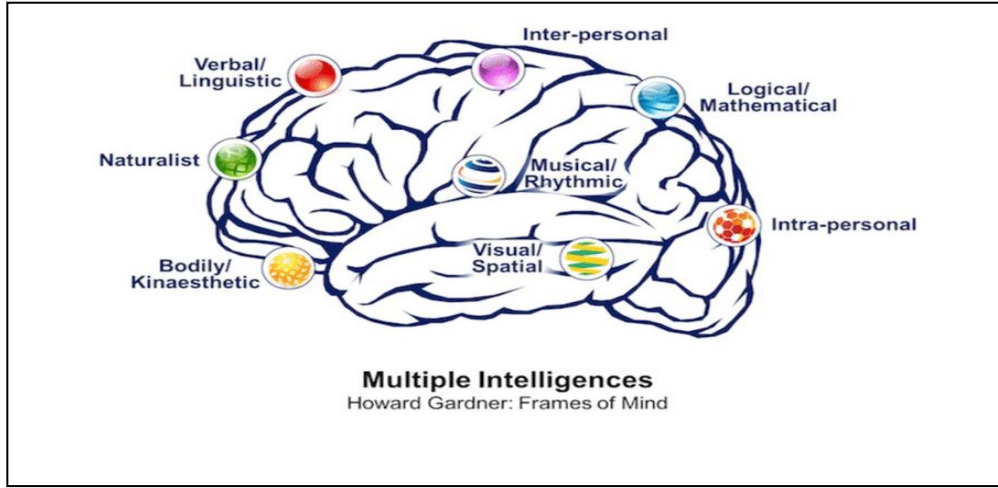 Inter-personal
Verbal/
Linguistic
Logical/
Mathematical
Naturalist
Musical/
Rhythmic
Intra-personal
Visual/
Spatial
Bodily/
Kinaesthetic
Multiple Intelligences
Howard Gardner: Frames of Mind